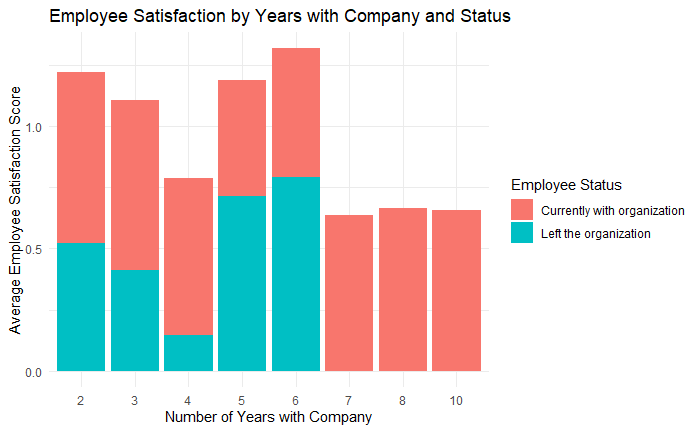 Employee Satisfaction by Years with Company and Status
Average Employee Satisfaction Score
1.0
0.5
0.0
2 3 4 5 6 7 8 10
Number of Years with Company
Employee Status
Currently with organization
Left the organization